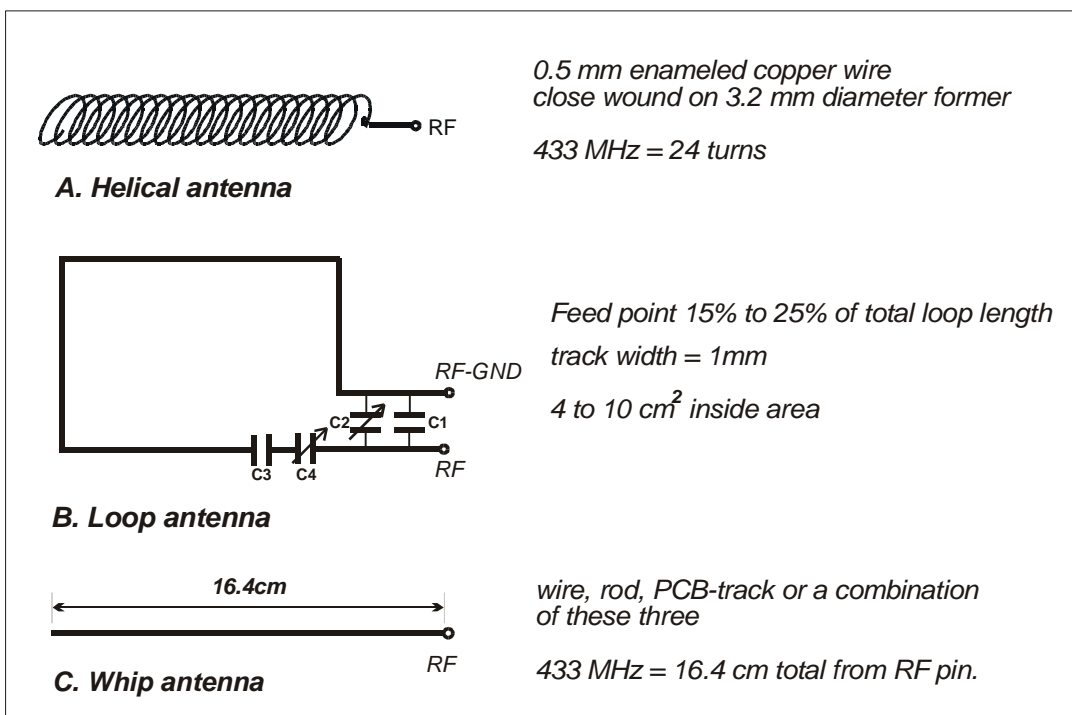 0.5 mm enameled copper wire
close wound on 3.2 mm diameter former
RF
433 MHz = 24 turns
A. Helical antenna
Feed point 15% to 25% of total loop length
track width = 1mm
RF-GND
4 to 10 cm² inside area
C2
C1
C3
C4
RF
B. Loop antenna
16.4cm
wire, rod, PCB-track or a combination
of these three
RF
433 MHz = 16.4 cm total from RF pin.
C. Whip antenna